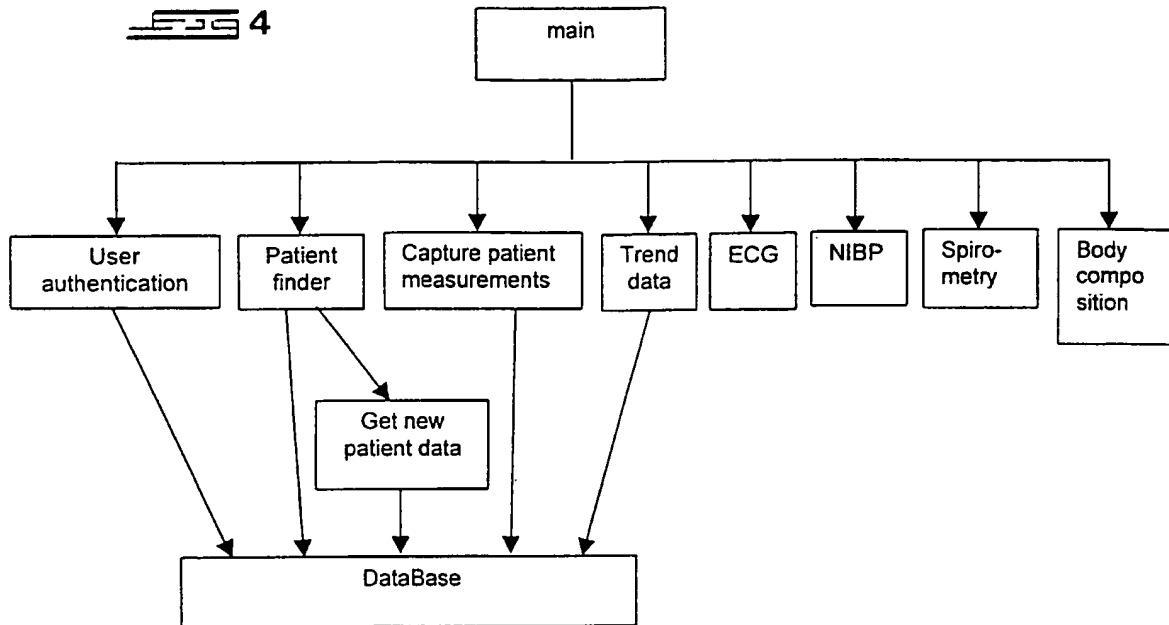 4
main
User
authentication
Patient
finder
Capture patient
measurements
Trend
data
ECG
NIBP
Spiro-
metry
Body
compo
sition
Get new
patient data
DataBase